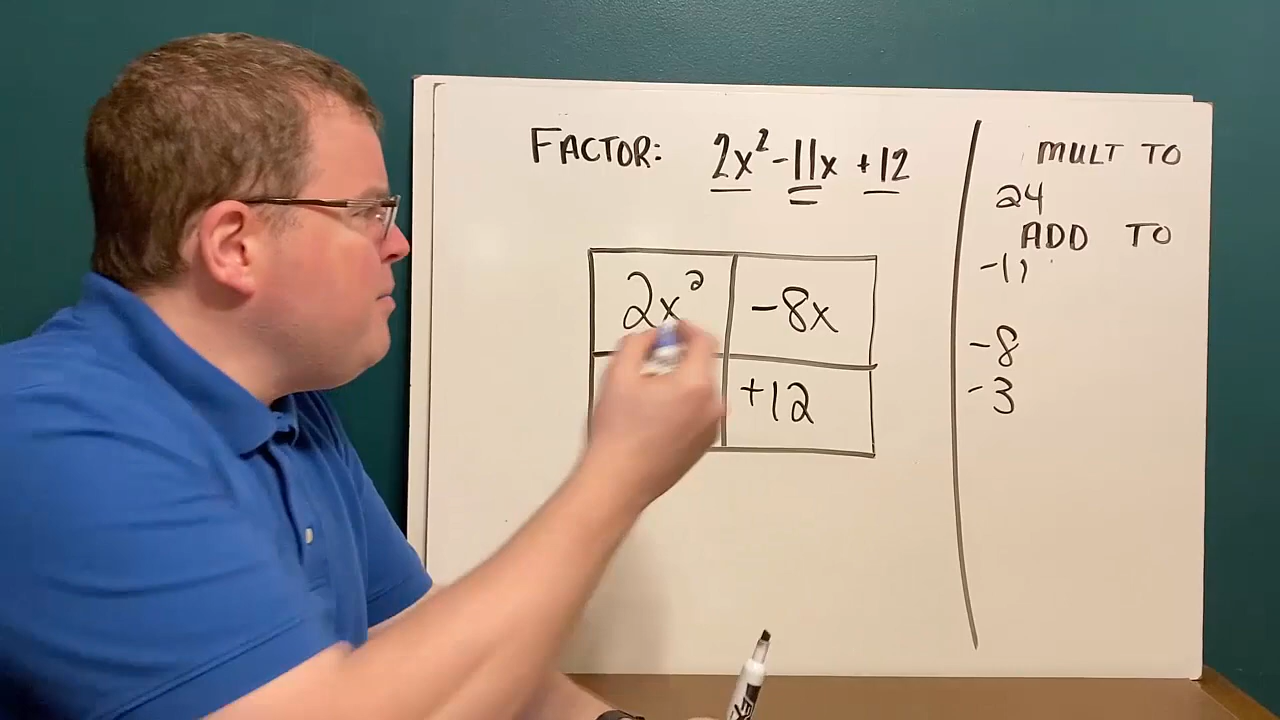 FACTOR: 2x² -11x +12
MULT TO
24
ADD TO
-11
-8
-3
2x² -8x
+12